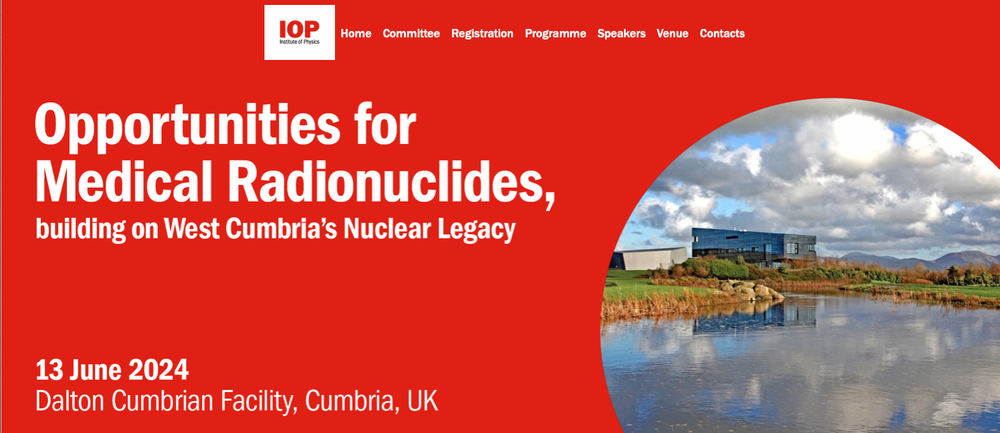 IOP
Institute of Physics
Home Committee Registration Programme Speakers Venue Contacts
Opportunities for
Medical Radionuclides,
building on West Cumbria’s Nuclear Legacy
13 June 2024
Dalton Cumbrian Facility, Cumbria, UK